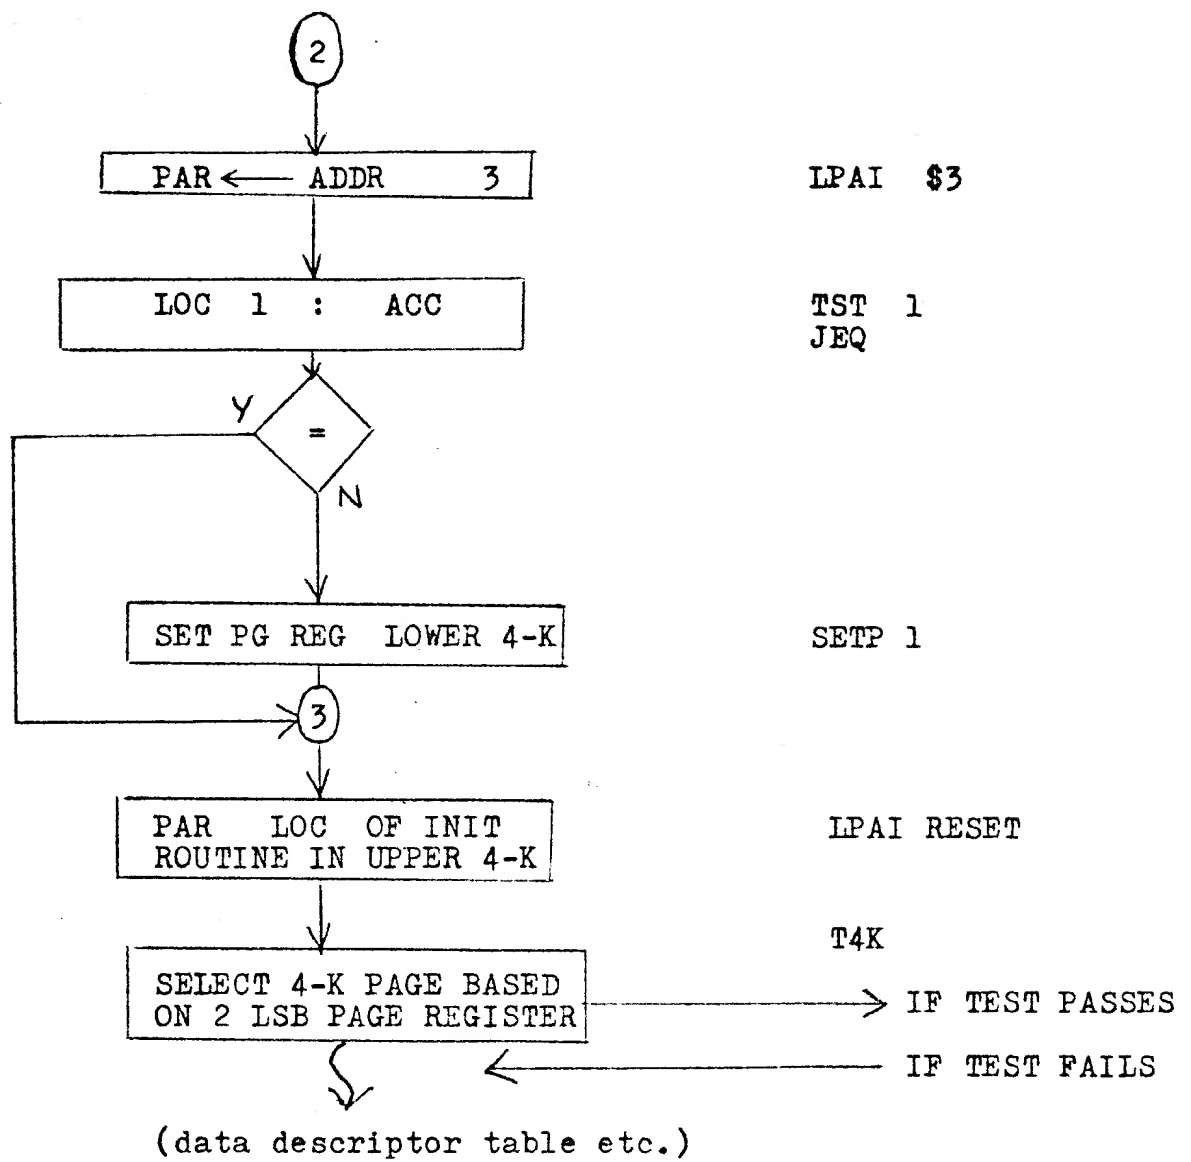 2
PAR ← ADDR 3 LPAI $3
LOC 1 : ACC TST 1
JEQ
Y
=
N
SET PG REG LOWER 4-K SETP 1
3
PAR LOC OF INIT LPAI RESET
ROUTINE IN UPPER 4-K
T4K
SELECT 4-K PAGE BASED
ON 2 LSB PAGE REGISTER IF TEST PASSES
IF TEST FAILS
(data descriptor table etc.)